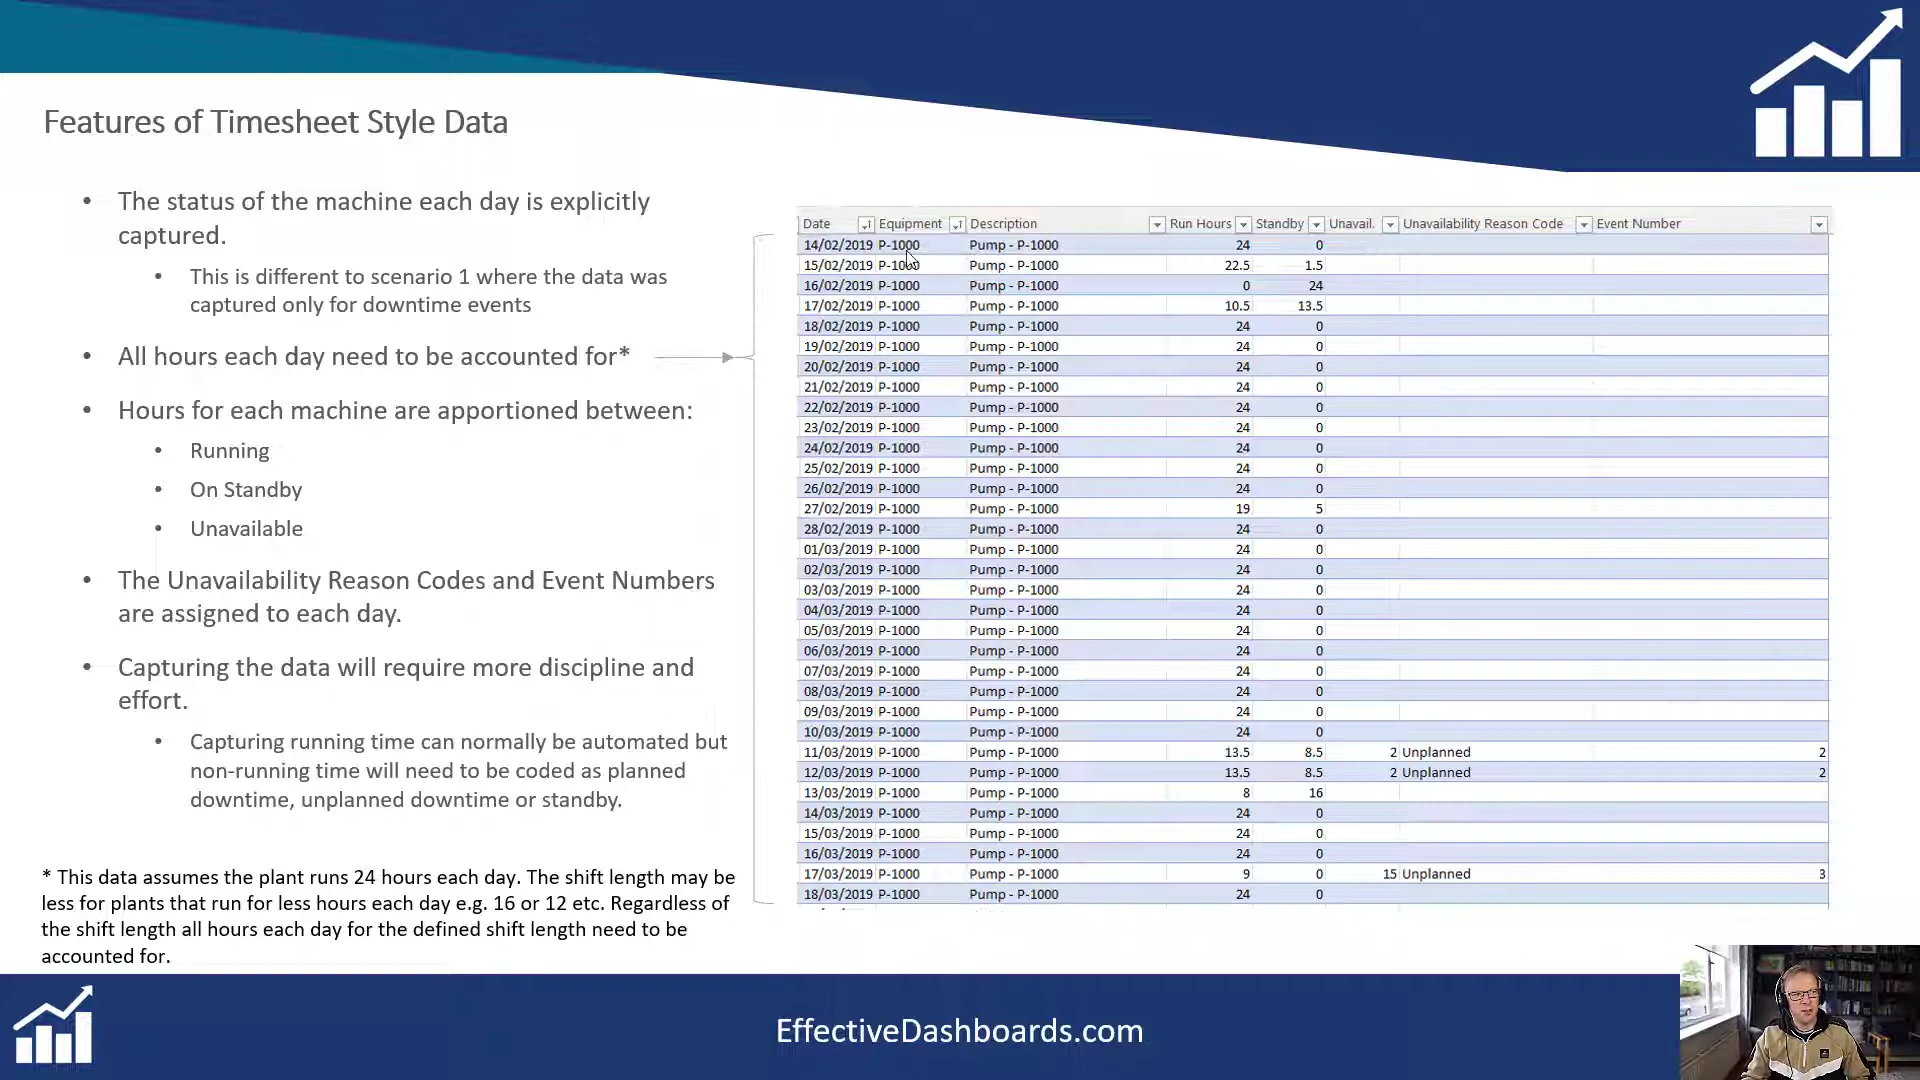 Features of Timesheet Style Data
• The status of the machine each day is explicitly
captured.
• This is different to scenario 1 where the data was
captured only for downtime events
• All hours each day need to be accounted for*
• Hours for each machine are apportioned between:
• Running
• On Standby
• Unavailable
• The Unavailability Reason Codes and Event Numbers
are assigned to each day.
• Capturing the data will require more discipline and
effort.
• Capturing running time can normally be automated but
non-running time will need to be coded as planned
downtime, unplanned downtime or standby.
* This data assumes the plant runs 24 hours each day. The shift length may be
less for plants that run for less hours each day e.g. 16 or 12 etc. Regardless of
the shift length all hours each day for the defined shift length need to be
accounted for.
Date Equipment Description Run Hours Standby Unavail. Unavailability Reason Code Event Number
14/02/2019 P-1000 Pump - P-1000 24 0
15/02/2019 P-1000 Pump - P-1000 22.5 1.5
16/02/2019 P-1000 Pump - P-1000 0 24
17/02/2019 P-1000 Pump - P-1000 10.5 13.5
18/02/2019 P-1000 Pump - P-1000 24 0
19/02/2019 P-1000 Pump - P-1000 24 0
20/02/2019 P-1000 Pump - P-1000 24 0
21/02/2019 P-1000 Pump - P-1000 24 0
22/02/2019 P-1000 Pump - P-1000 24 0
23/02/2019 P-1000 Pump - P-1000 24 0
24/02/2019 P-1000 Pump - P-1000 24 0
25/02/2019 P-1000 Pump - P-1000 24 0
26/02/2019 P-1000 Pump - P-1000 24 0
27/02/2019 P-1000 Pump - P-1000 19 5
28/02/2019 P-1000 Pump - P-1000 24 0
01/03/2019 P-1000 Pump - P-1000 24 0
02/03/2019 P-1000 Pump - P-1000 24 0
03/03/2019 P-1000 Pump - P-1000 24 0
04/03/2019 P-1000 Pump - P-1000 24 0
05/03/2019 P-1000 Pump - P-1000 24 0
06/03/2019 P-1000 Pump - P-1000 24 0
07/03/2019 P-1000 Pump - P-1000 24 0
08/03/2019 P-1000 Pump - P-1000 24 0
09/03/2019 P-1000 Pump - P-1000 24 0
10/03/2019 P-1000 Pump - P-1000 24 0
11/03/2019 P-1000 Pump - P-1000 13.5 8.5 2 Unplanned 2
12/03/2019 P-1000 Pump - P-1000 13.5 8.5 2 Unplanned 2
13/03/2019 P-1000 Pump - P-1000 8 16
14/03/2019 P-1000 Pump - P-1000 24 0
15/03/2019 P-1000 Pump - P-1000 24 0
16/03/2019 P-1000 Pump - P-1000 24 0
17/03/2019 P-1000 Pump - P-1000 9 0 15 Unplanned 3
18/03/2019 P-1000 Pump - P-1000 24 0
EffectiveDashboards.com